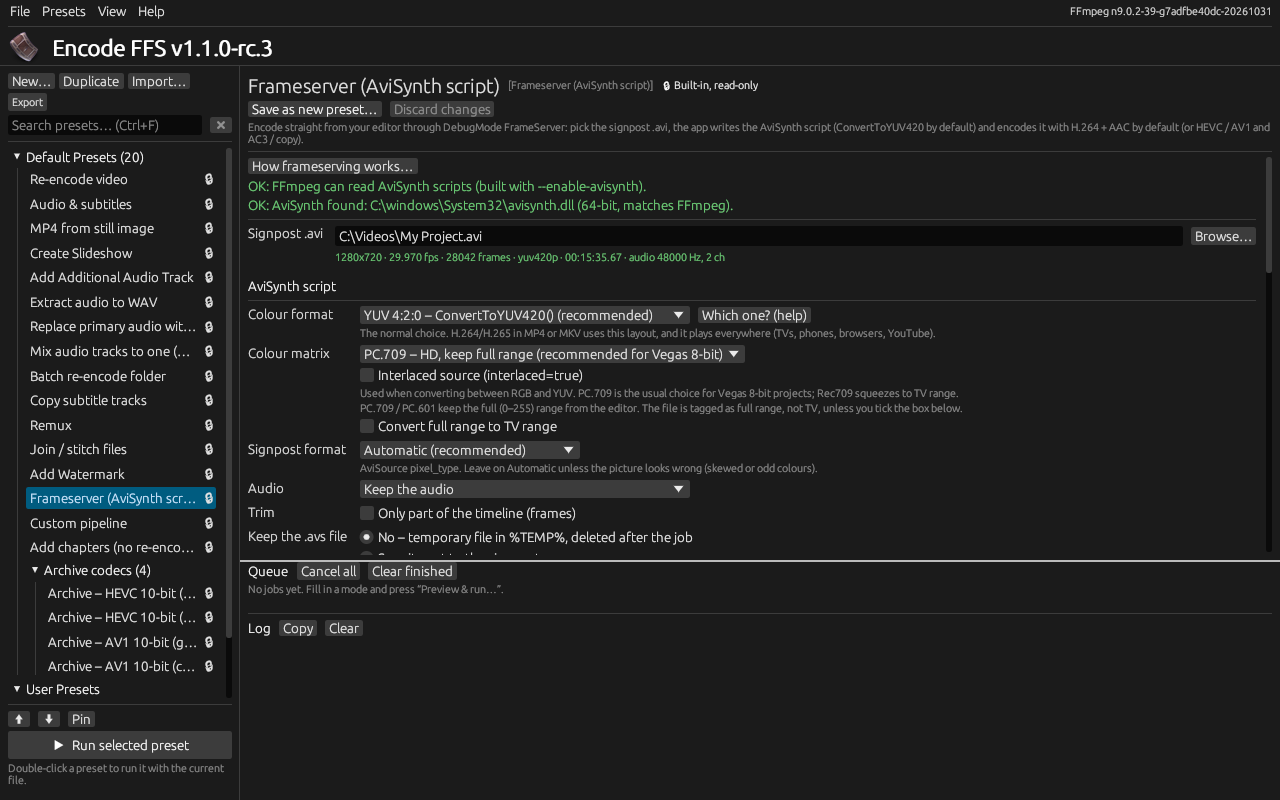 File Presets View Help
FFmpeg n9.0.2-39-g7adfbe40dc-20261031
Encode FFS v1.1.0-rc.3
New... Duplicate Import...
Export
Search presets... (Ctrl+F)
Default Presets (20)
Re-encode video
Audio & subtitles
MP4 from still image
Create Slideshow
Add Additional Audio Track
Extract audio to WAV
Replace primary audio wit...
Mix audio tracks to one (...
Batch re-encode folder
Copy subtitle tracks
Remux
Join / stitch files
Add Watermark
Frameserver (AviSynth scr...
Custom pipeline
Add chapters (no re-enco...
Archive codecs (4)
Archive – HEVC 10-bit (...
Archive – HEVC 10-bit (...
Archive – AV1 10-bit (g...
Archive – AV1 10-bit (c...
User Presets
Pin
Run selected preset
Double-click a preset to run it with the current
file.
Frameserver (AviSynth script) [Frameserver (AviSynth script)] Built-in, read-only
Save as new preset... Discard changes
Encode straight from your editor through DebugMode FrameServer: pick the signpost .avi, the app writes the AviSynth script (ConvertToYUV420 by default) and encodes it with H.264 + AAC by default (or HEVC / AV1 and
AC3 / copy).
How frameserving works...
OK: FFmpeg can read AviSynth scripts (built with --enable-avisynth).
OK: AviSynth found: C:\windows\System32\avisynth.dll (64-bit, matches FFmpeg).
Signpost .avi C:\Videos\My Project.avi Browse...
1280x720 · 29.970 fps · 28042 frames · yuv420p · 00:15:35.67 · audio 48000 Hz, 2 ch
AviSynth script
Colour format YUV 4:2:0 – ConvertToYUV420() (recommended) Which one? (help)
The normal choice. H.264/H.265 in MP4 or MKV uses this layout, and it plays everywhere (TVs, phones, browsers, YouTube).
Colour matrix PC.709 – HD, keep full range (recommended for Vegas 8-bit)
Interlaced source (interlaced=true)
Used when converting between RGB and YUV. PC.709 is the usual choice for Vegas 8-bit projects; Rec709 squeezes to TV range.
PC.709 / PC.601 keep the full (0–255) range from the editor. The file is tagged as full range, not TV, unless you tick the box below.
Convert full range to TV range
Signpost format Automatic (recommended)
AviSource pixel_type. Leave on Automatic unless the picture looks wrong (skewed or odd colours).
Audio Keep the audio
Trim Only part of the timeline (frames)
Keep the .avs file No – temporary file in %TEMP%, deleted after the job
Queue Cancel all Clear finished
No jobs yet. Fill in a mode and press “Preview & run...”.
Log Copy Clear